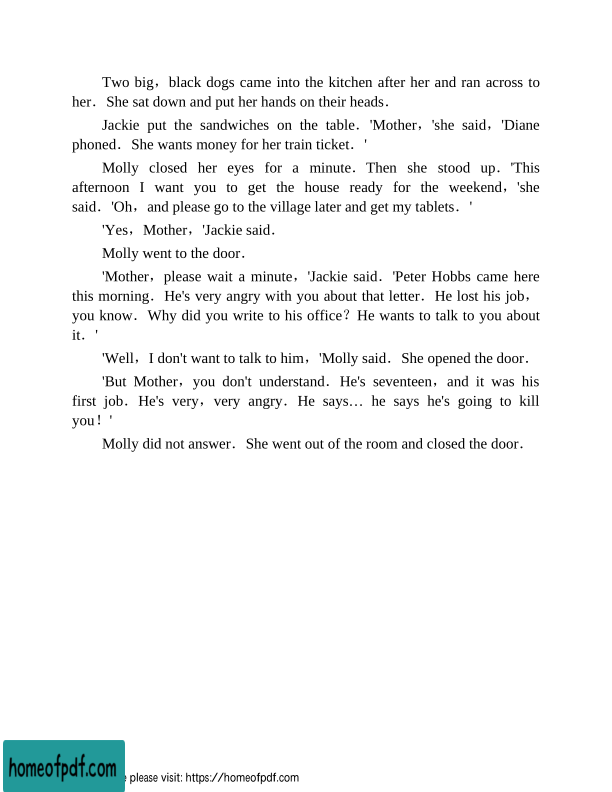 Two big，black dogs came into the kitchen after her and ran across to
her．She sat down and put her hands on their heads．
Jackie put the sandwiches on the table．'Mother，'she said，'Diane
phoned．She wants money for her train ticket．'
Molly closed her eyes for a minute．Then she stood up．'This
afternoon I want you to get the house ready for the weekend，'she
said．'Oh，and please go to the village later and get my tablets．'
'Yes，Mother，'Jackie said．
Molly went to the door．
'Mother，please wait a minute，'Jackie said．'Peter Hobbs came here
this morning．He's very angry with you about that letter．He lost his job，
you know．Why did you write to his office？He wants to talk to you about
it．'
'Well，I don't want to talk to him，'Molly said．She opened the door．
'But Mother，you don't understand．He's seventeen，and it was his
first job．He's very，very angry．He says… he says he's going to kill
you！'
Molly did not answer．She went out of the room and closed the door．
homeofpdf.com
please visit: https://homeofpdf.com